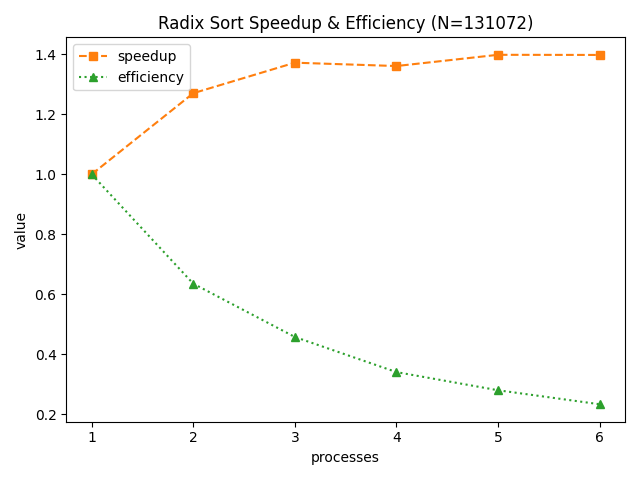 Radix Sort Speedup & Efficiency (N=131072)
speedup
efficiency
1.4
1.2
1.0
0.8
0.6
0.4
0.2
value
1 2 3 4 5 6
processes